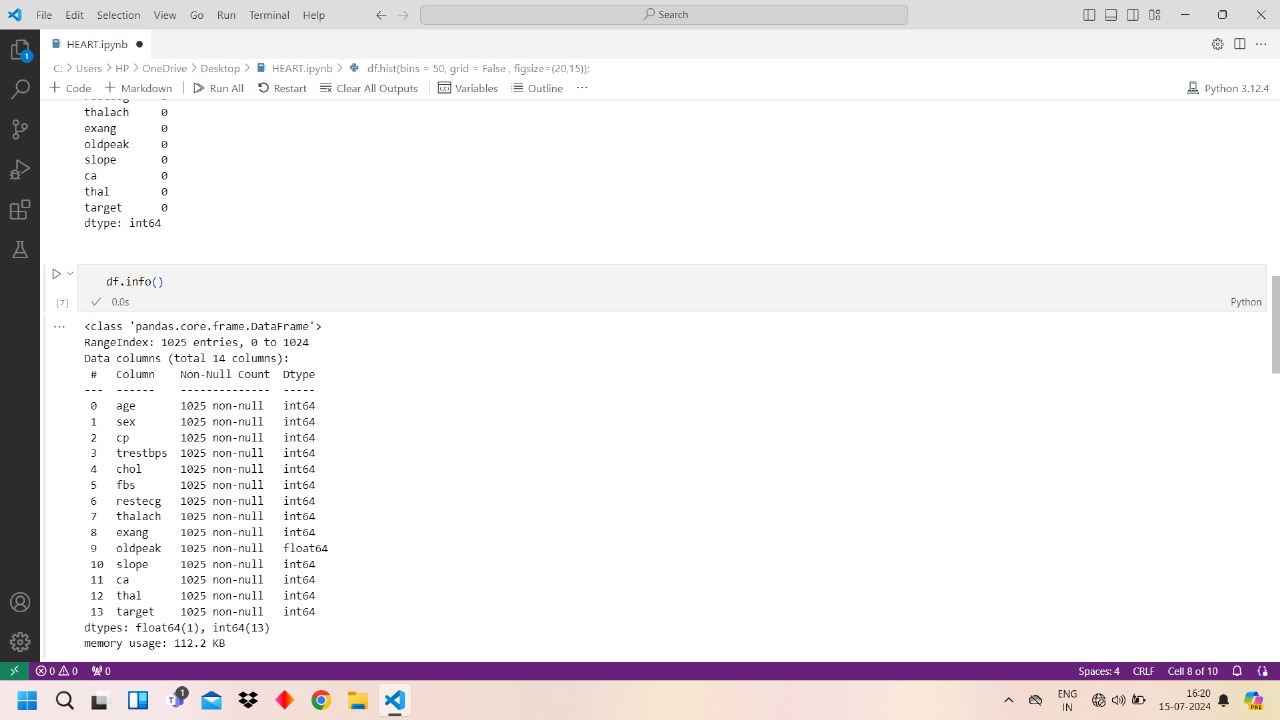 File Edit Selection View Go Run Terminal Help Search
HEART.ipynb
C: > Users > HP > OneDrive > Desktop > HEART.ipynb > df.hist(bins = 50, grid = False , figsize=(20,15));
+ Code + Markdown Run All Restart Clear All Outputs Variables Outline ... Python 3.12.4
thalach 0
exang 0
oldpeak 0
slope 0
ca 0
thal 0
target 0
dtype: int64
df.info()
[7] 0.0s Python
... <class 'pandas.core.frame.DataFrame'>
RangeIndex: 1025 entries, 0 to 1024
Data columns (total 14 columns):
# Column Non-Null Count Dtype
--- ------ -------------- -----
0 age 1025 non-null int64
1 sex 1025 non-null int64
2 cp 1025 non-null int64
3 trestbps 1025 non-null int64
4 chol 1025 non-null int64
5 fbs 1025 non-null int64
6 restecg 1025 non-null int64
7 thalach 1025 non-null int64
8 exang 1025 non-null int64
9 oldpeak 1025 non-null float64
10 slope 1025 non-null int64
11 ca 1025 non-null int64
12 thal 1025 non-null int64
13 target 1025 non-null int64
dtypes: float64(1), int64(13)
memory usage: 112.2 KB
0 0 0 Spaces: 4 CRLF Cell 8 of 10
1
1
ENG
IN
16:20
15-07-2024
PRE